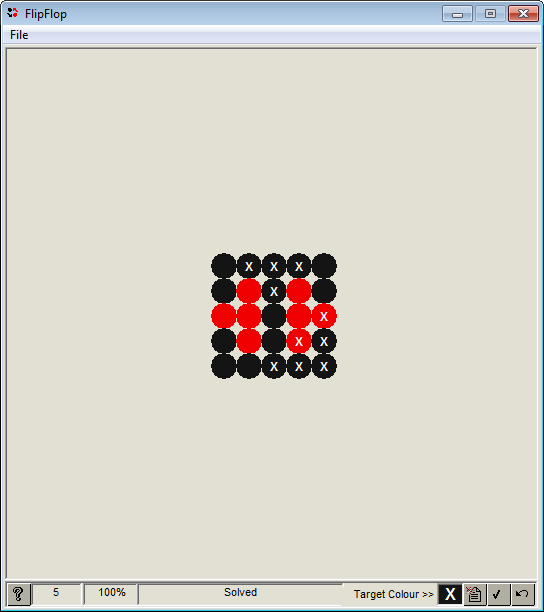 FlipFlop
File
X X X
X
X
X X
X X X
? 5 100% Solved Target Colour >> X